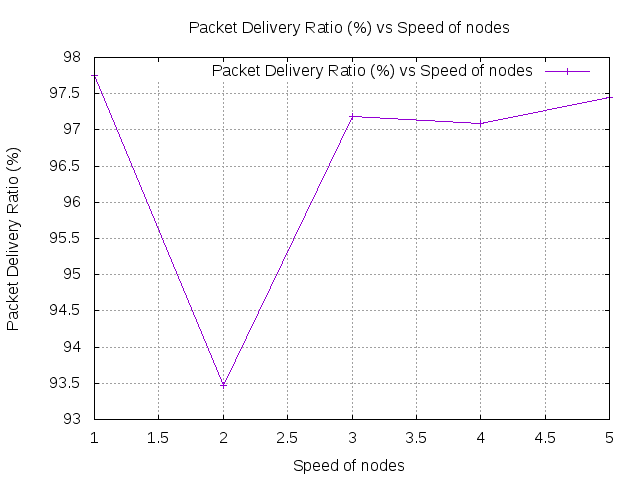 Packet Delivery Ratio (%) vs Speed of nodes
98
Packet Delivery Ratio (%) vs Speed of nodes
97.5
97
96.5
96
95.5
95
94.5
94
93.5
93
Packet Delivery Ratio (%)
1 1.5 2 2.5 3 3.5 4 4.5 5
Speed of nodes